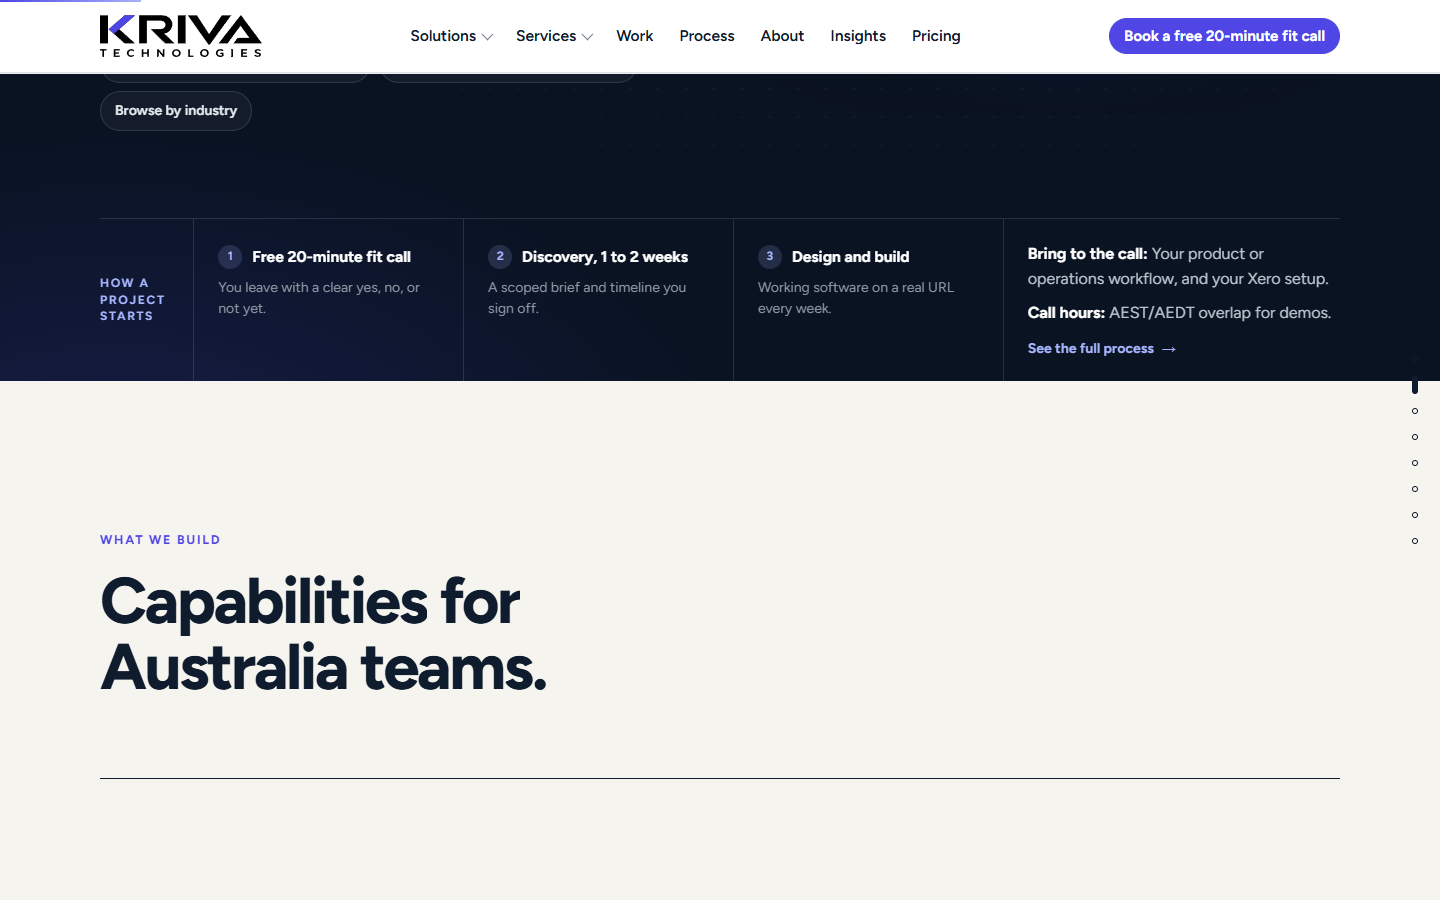 KRIVA
TECHNOLOGIES
Solutions
Services
Work
Process
About
Insights
Pricing
Book a free 20-minute fit call
Browse by industry
HOW A
PROJECT
STARTS
1 Free 20-minute fit call
You leave with a clear yes, no, or
not yet.
2 Discovery, 1 to 2 weeks
A scoped brief and timeline you
sign off.
3 Design and build
Working software on a real URL
every week.
Bring to the call: Your product or
operations workflow, and your Xero setup.
Call hours: AEST/AEDT overlap for demos.
See the full process →
WHAT WE BUILD
Capabilities for
Australia teams.